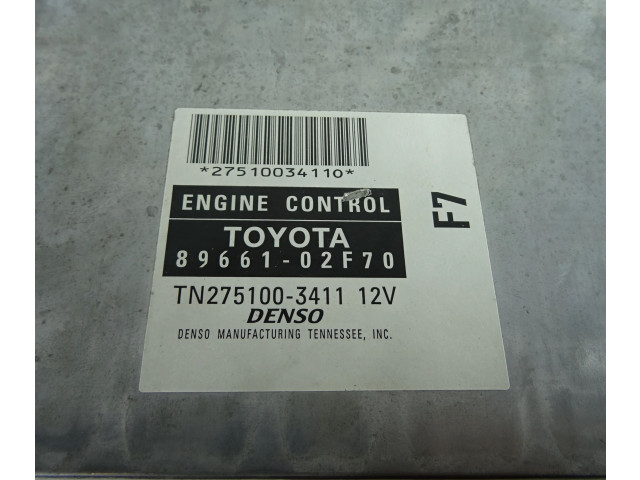 *27510034110*
ENGINE CONTROL
TOYOTA
89661-02F70
F7
TN275100-3411 12V
DENSO
DENSO MANUFACTURING TENNESSEE, INC.